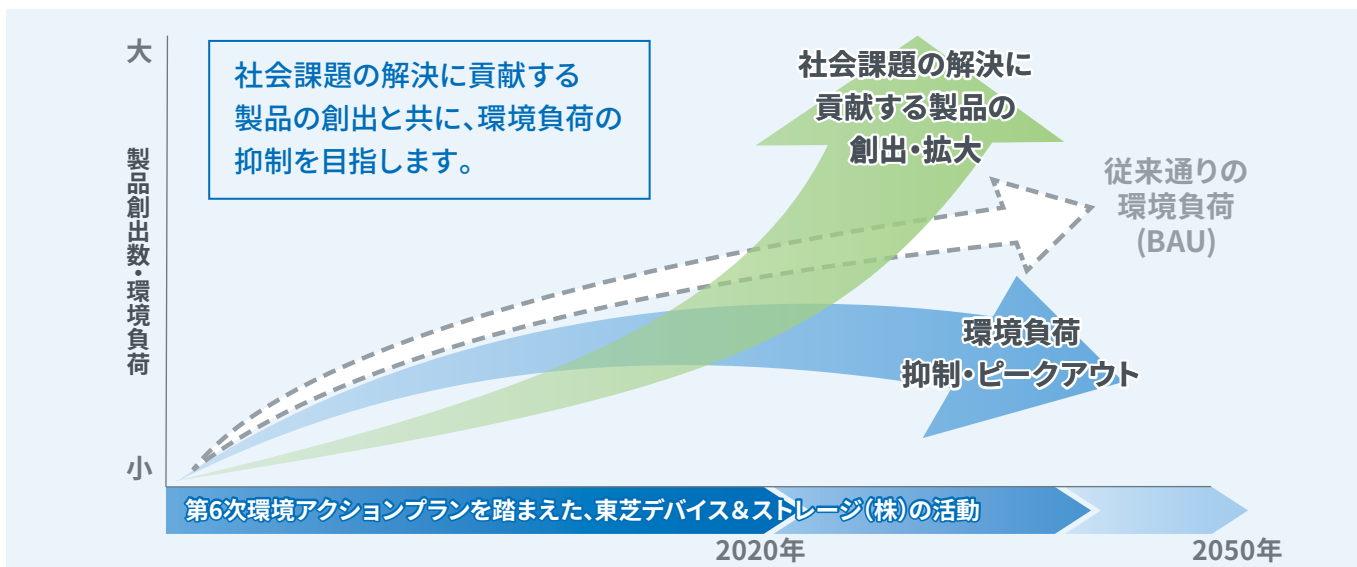 大
社会課題の解決に貢献する
製品の創出と共に、環境負荷の
抑制を目指します。
社会課題の解決に
貢献する製品の
創出・拡大
製品創出数・環境負荷
従来通りの
環境負荷
(BAU)
環境負荷
抑制・ピークアウト
小
第6次環境アクションプランを踏まえた、東芝デバイス&ストレージ(株)の活動
2020年
2050年